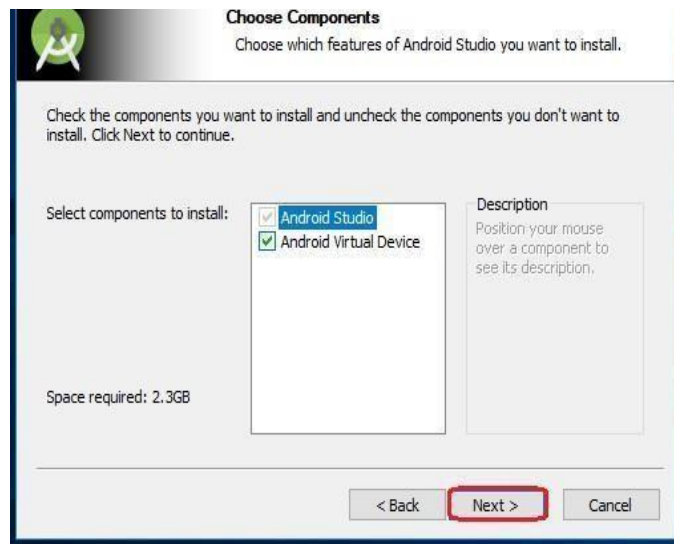 Choose Components
Choose which features of Android Studio you want to install.
Check the components you want to install and uncheck the components you don't want to
install. Click Next to continue.
Select components to install:
Android Studio
Android Virtual Device
Description
Position your mouse
over a component to
see its description.
Space required: 2.3GB
< Back
Next >
Cancel